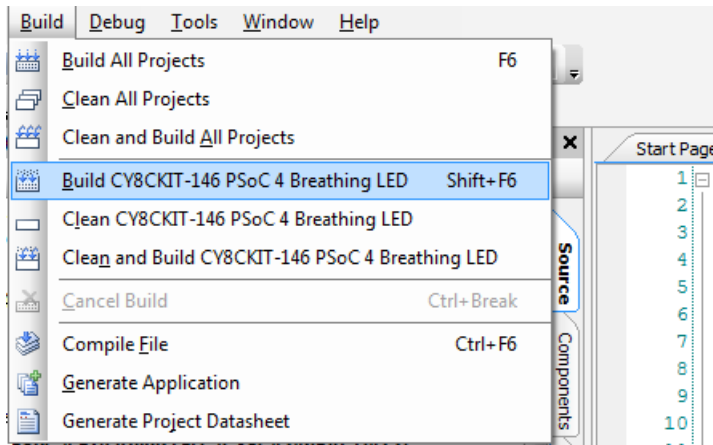 Build Debug Tools Window Help
Build All Projects F6
Clean All Projects
Clean and Build All Projects
Build CY8CKIT-146 PSoC 4 Breathing LED Shift+F6
Clean CY8CKIT-146 PSoC 4 Breathing LED
Clean and Build CY8CKIT-146 PSoC 4 Breathing LED
Cancel Build Ctrl+Break
Compile File Ctrl+F6
Generate Application
Generate Project Datasheet
Source
Components
Start Page
1
2
3
4
5
6
7
8
9
10